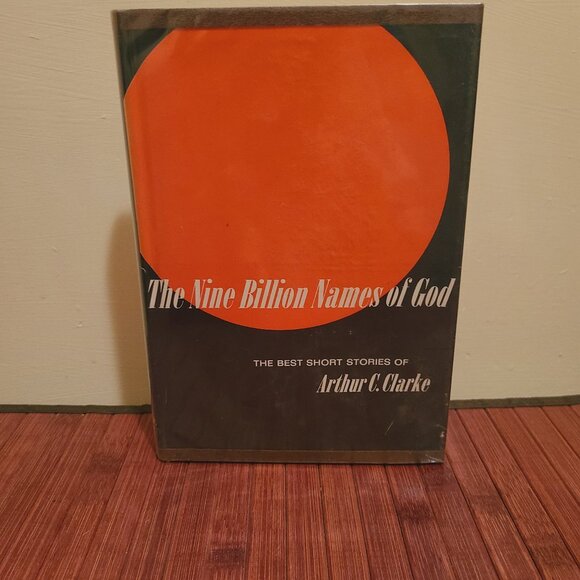 The Nine Billion Names of God
THE BEST SHORT STORIES OF
Arthur C. Clarke